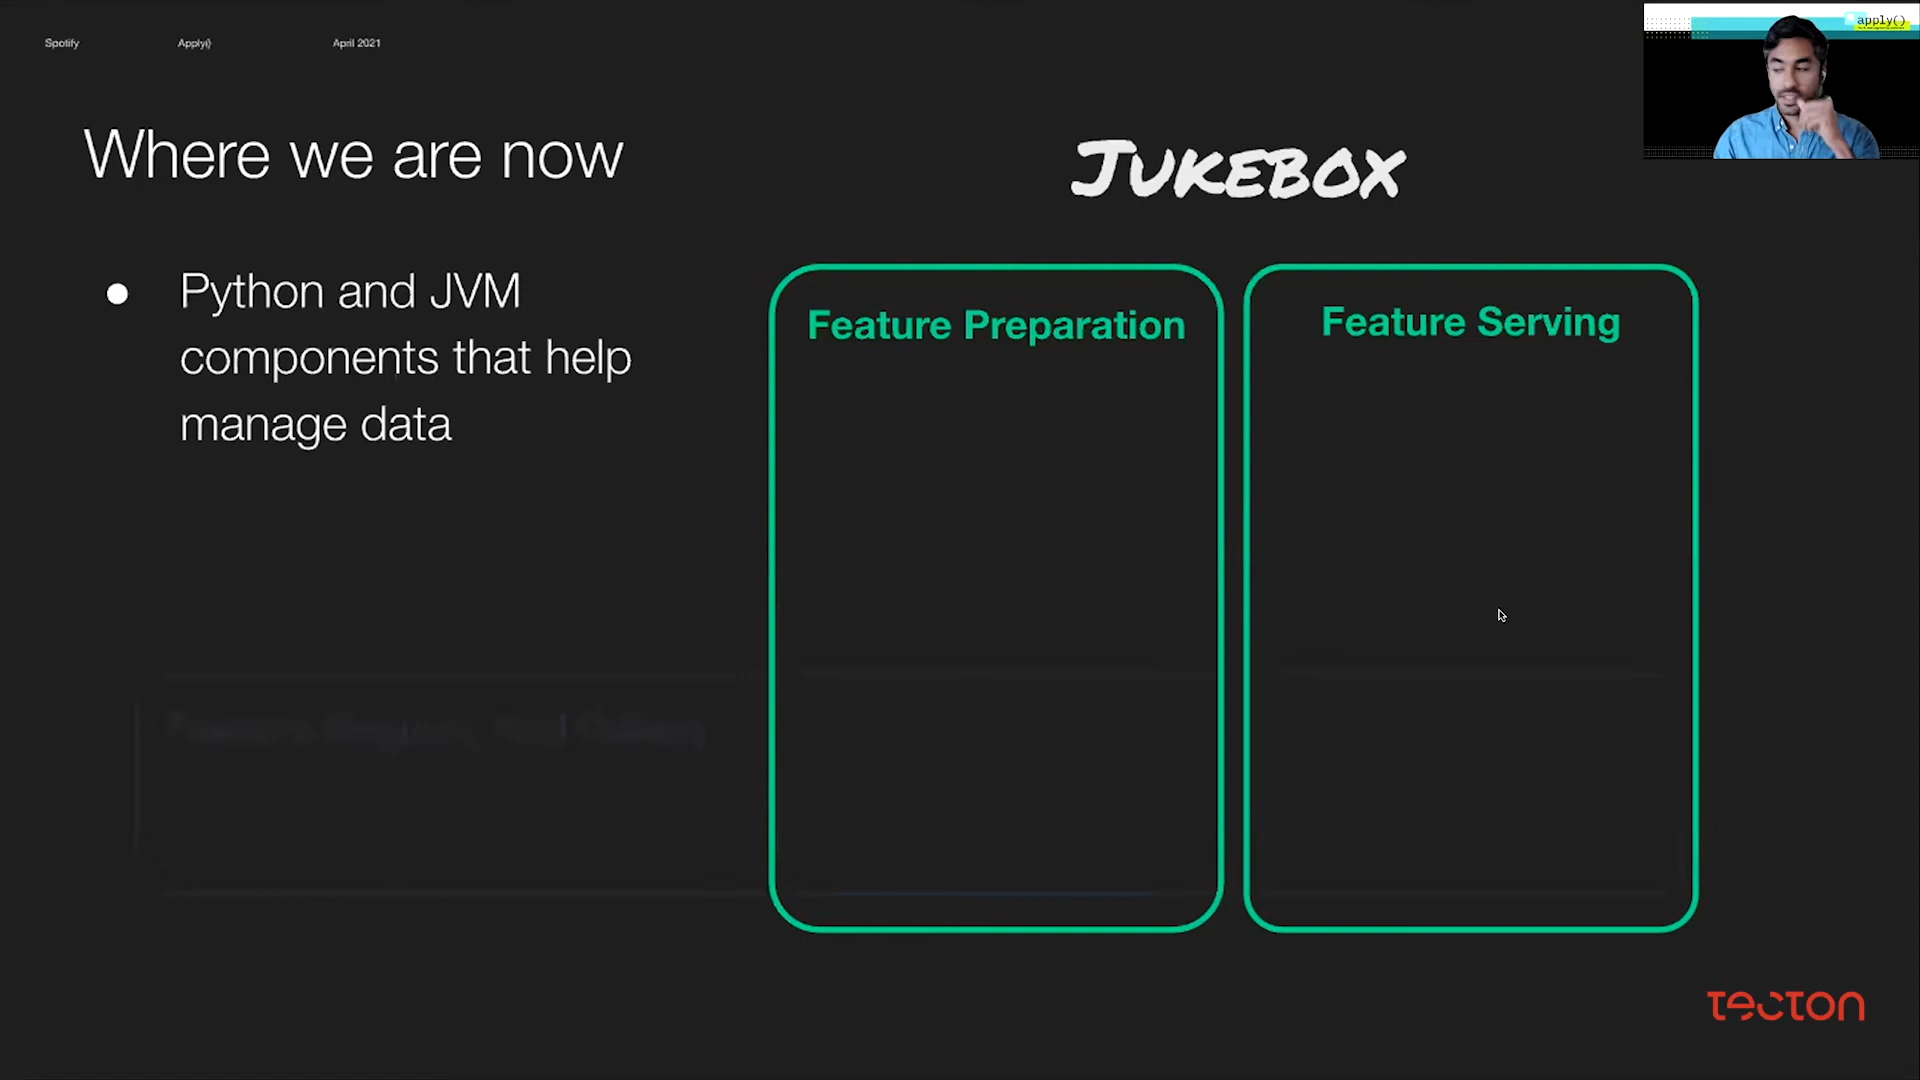 Spotify
Apply()
April 2021
apply()
Where we are now
JUKEBOX
Python and JVM
components that help
manage data
Feature Preparation
Feature Serving
tecton